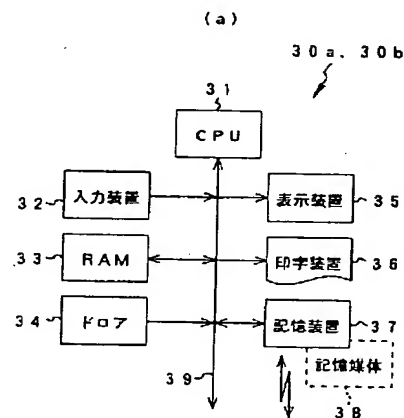 (a)
30a、30b
31
CPU
32 入力装置
表示装置 35
33 RAM
印字装置 36
34 ドロア
記憶装置 37
記憶媒体
39
38